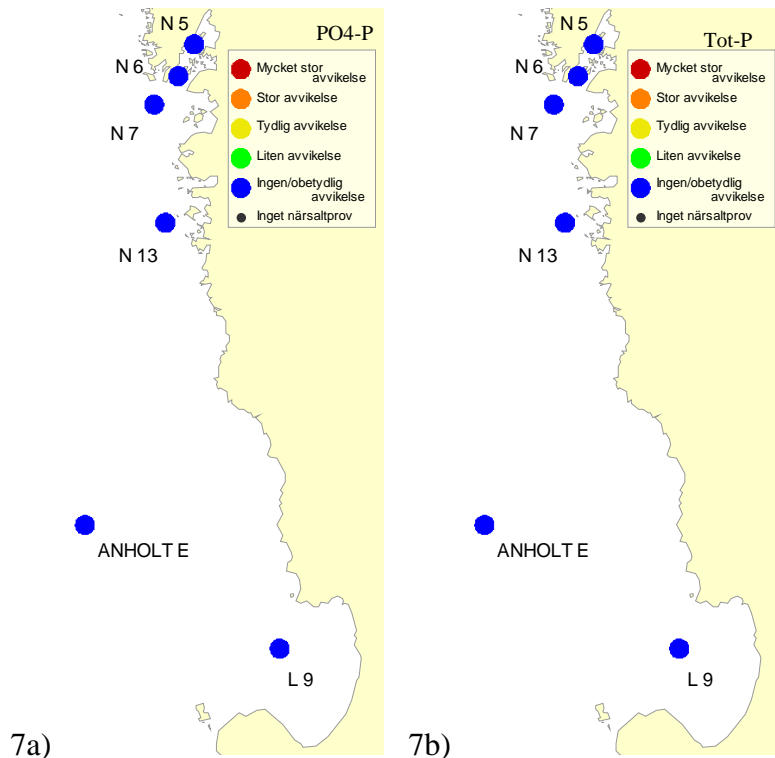 N 5
PO4-P
N 6
Mycket stor
avvikelse
Stor avvikelse
N 7
Tydlig avvikelse
Liten avvikelse
Ingen/obetydlig
avvikelse
Inget närsaltprov
N 13
ANHOLT E
L 9
7a)
N 5
Tot-P
N 6
Mycket stor
avvikelse
Stor avvikelse
N 7
Tydlig avvikelse
Liten avvikelse
Ingen/obetydlig
avvikelse
Inget närsaltprov
N 13
ANHOLT E
L 9
7b)